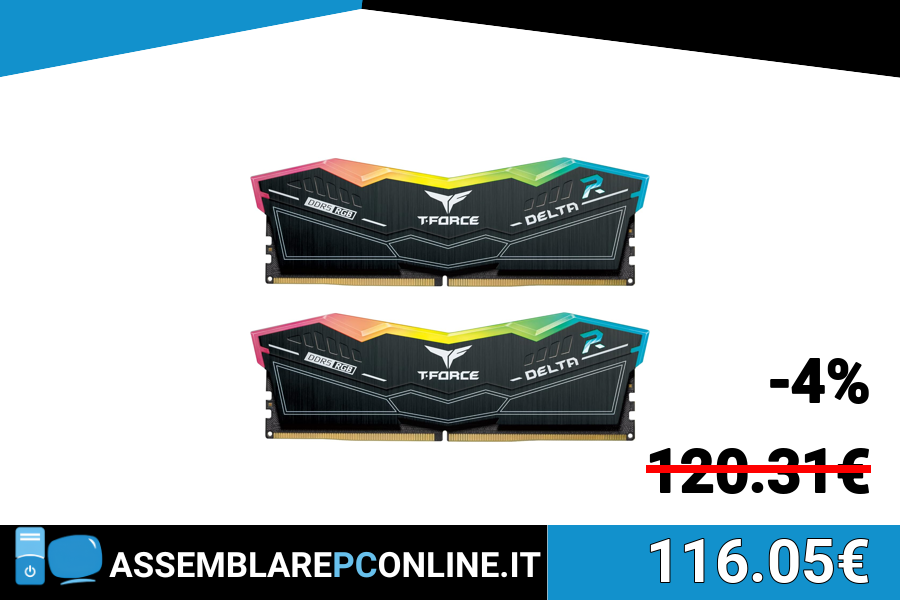 T-FORCE
DDR5 RGB
DELTA R
T-FORCE
DDR5 RGB
DELTA R
-4%
120.31€
ASSEMBLAREPCONLINE.IT
116.05€